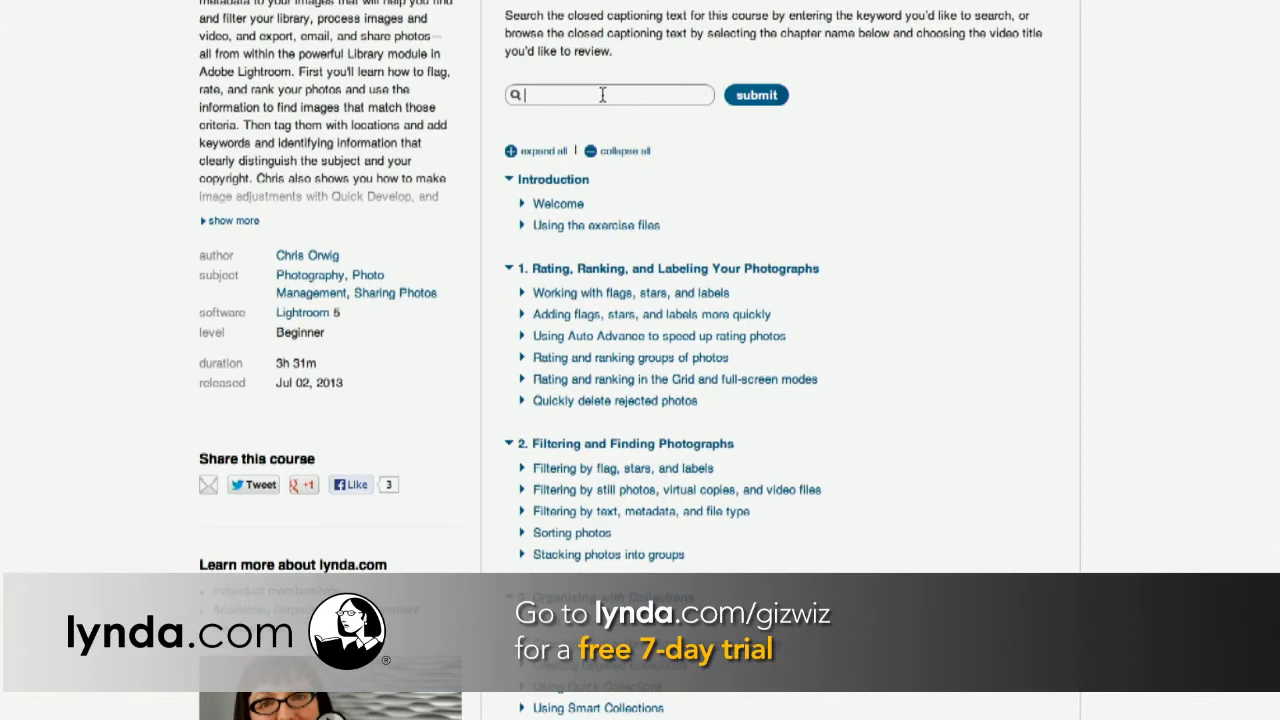 metadata to your images that will help you find
and filter your library, process images and
video, and export, email, and share photos—
all from within the powerful Library module in
Adobe Lightroom. First you'll learn how to flag,
rate, and rank your photos and use the
information to find images that match those
criteria. Then tag them with locations and add
keywords and identifying information that
clearly distinguish the subject and your
copyright. Chris also shows you how to make
image adjustments with Quick Develop, and
show more
author Chris Orwig
subject Photography, Photo
Management, Sharing Photos
software Lightroom 5
level Beginner
duration 3h 31m
released Jul 02, 2013
Share this course
Tweet +1 Like 3
Learn more about lynda.com
Search the closed captioning text for this course by entering the keyword you'd like to search, or
browse the closed captioning text by selecting the chapter name below and choosing the video title
you'd like to review.
submit
expand all | collapse all
Introduction
Welcome
Using the exercise files
1. Rating, Ranking, and Labeling Your Photographs
Working with flags, stars, and labels
Adding flags, stars, and labels more quickly
Using Auto Advance to speed up rating photos
Rating and ranking groups of photos
Rating and ranking in the Grid and full-screen modes
Quickly delete rejected photos
2. Filtering and Finding Photographs
Filtering by flag, stars, and labels
Filtering by still photos, virtual copies, and video files
Filtering by text, metadata, and file type
Sorting photos
Stacking photos into groups
3. Organizing with Collections
Using Quick Collections
Using Smart Collections
lynda.com ®
Go to lynda.com/gizwiz
for a free 7-day trial